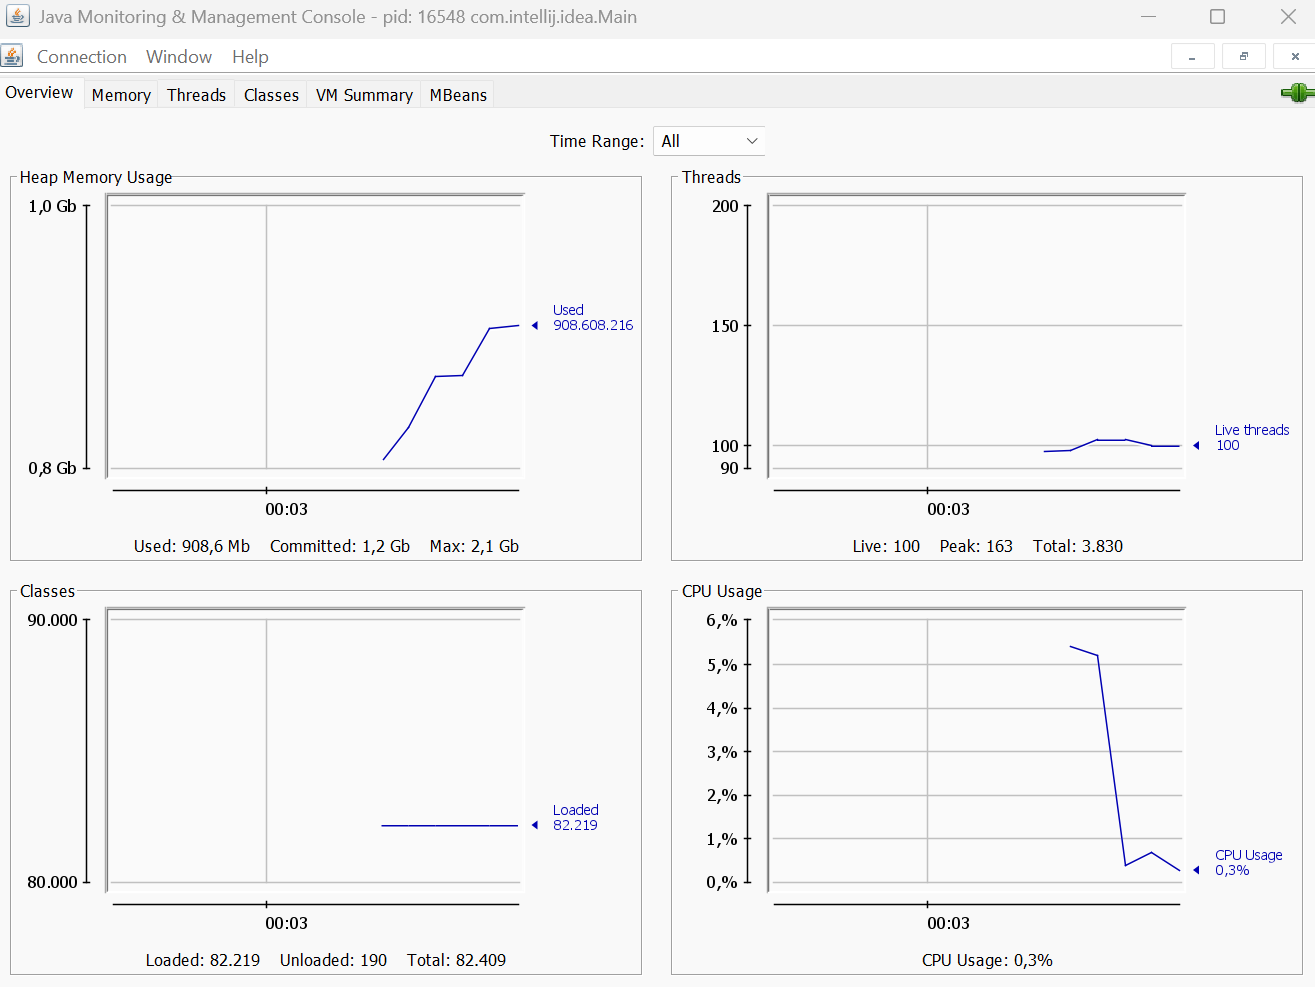 Java Monitoring & Management Console - pid: 16548 com.intellij.idea.Main
Connection Window Help
Overview Memory Threads Classes VM Summary MBeans
Time Range: All
Heap Memory Usage
1,0 Gb
0,8 Gb
Used
908.608.216
00:03
Used: 908,6 Mb Committed: 1,2 Gb Max: 2,1 Gb
Threads
200
150
100
90
Live threads
100
00:03
Live: 100 Peak: 163 Total: 3.830
Classes
90.000
80.000
Loaded
82.219
00:03
Loaded: 82.219 Unloaded: 190 Total: 82.409
CPU Usage
6,%
5,%
4,%
3,%
2,%
1,%
0,%
CPU Usage
0,3%
00:03
CPU Usage: 0,3%